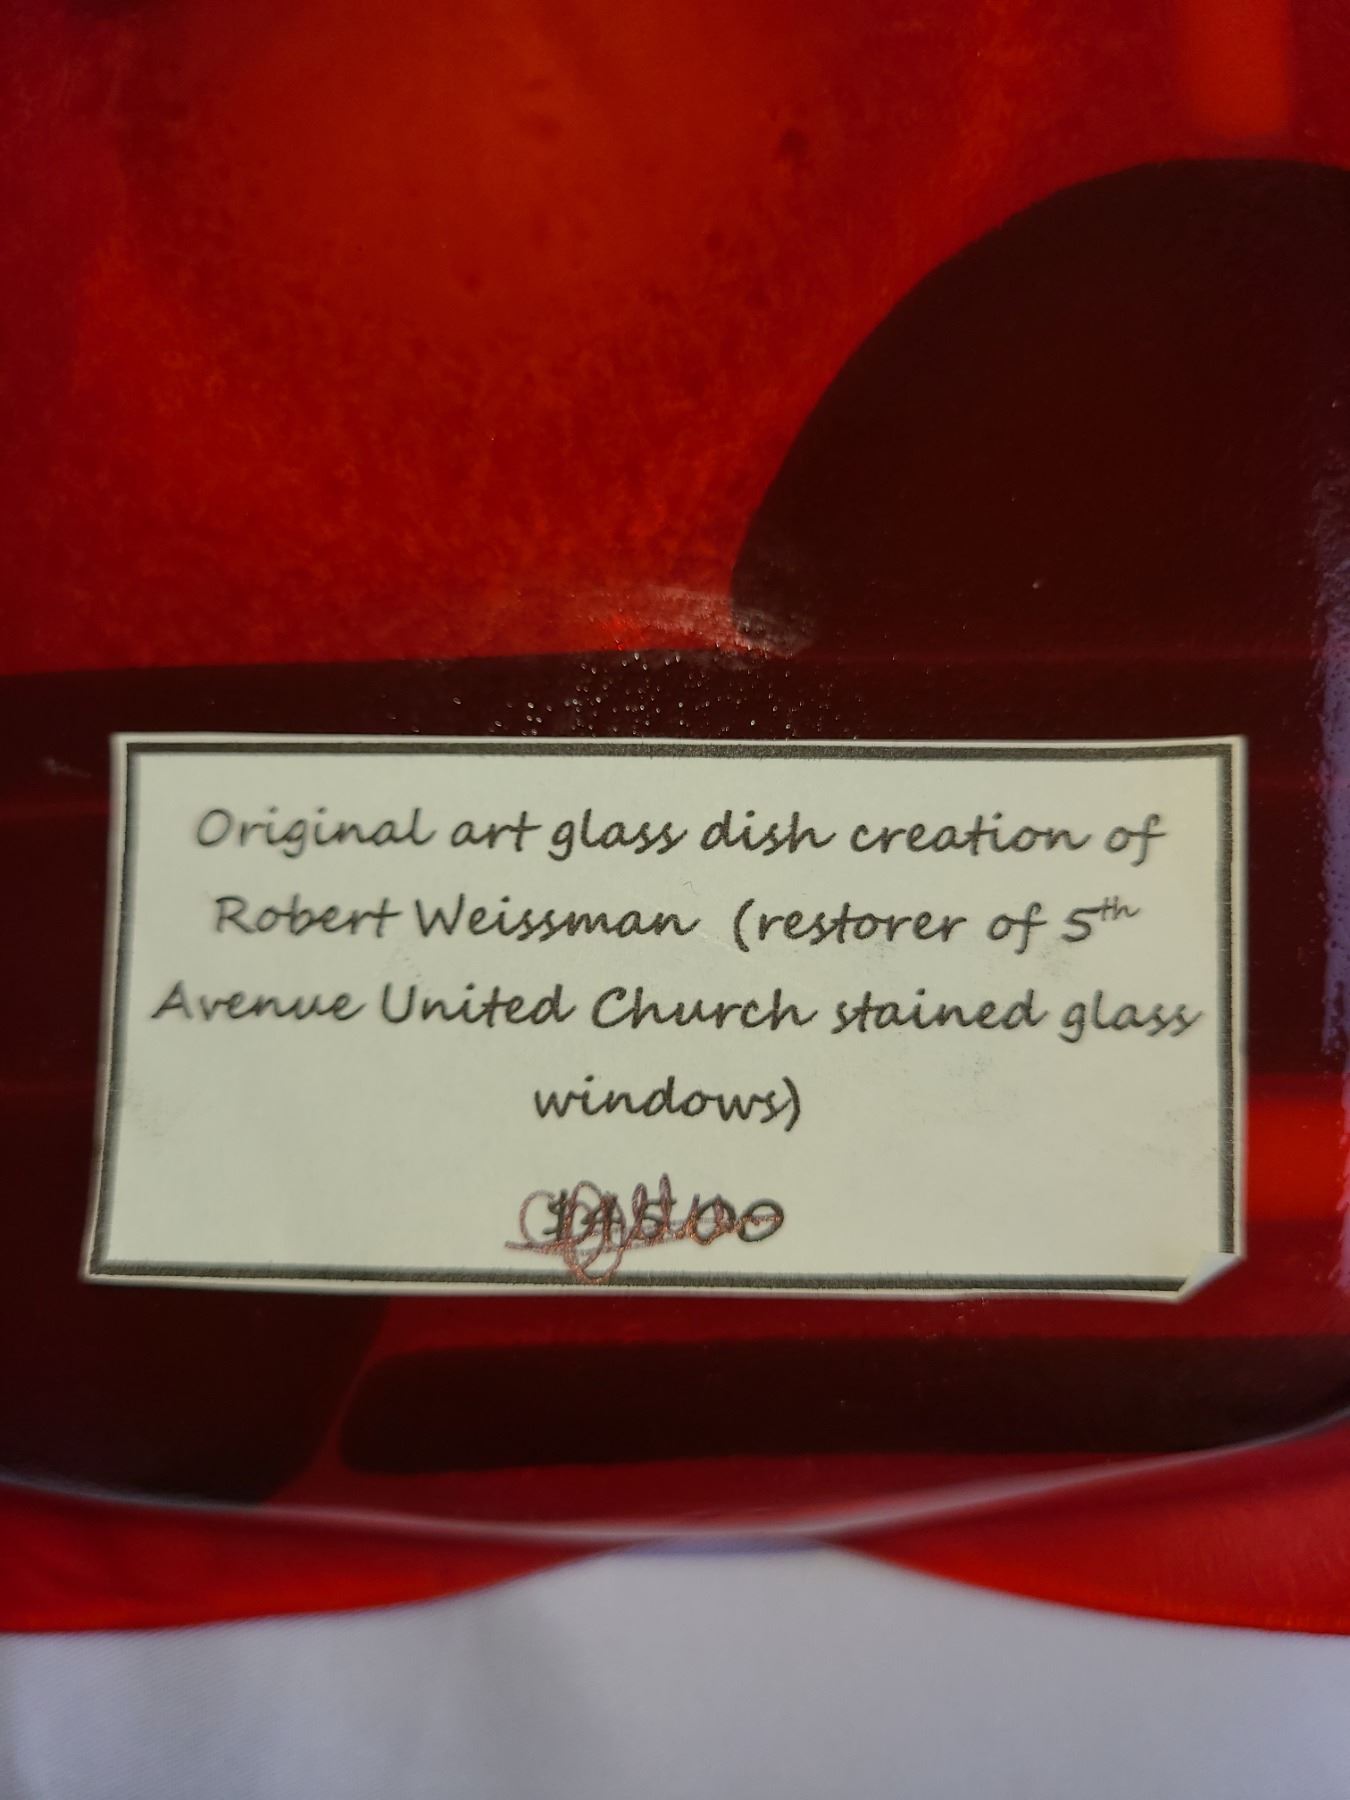 Original art glass dish creation of
Robert Weissman (restorer of 5th
Avenue United Church stained glass
windows)